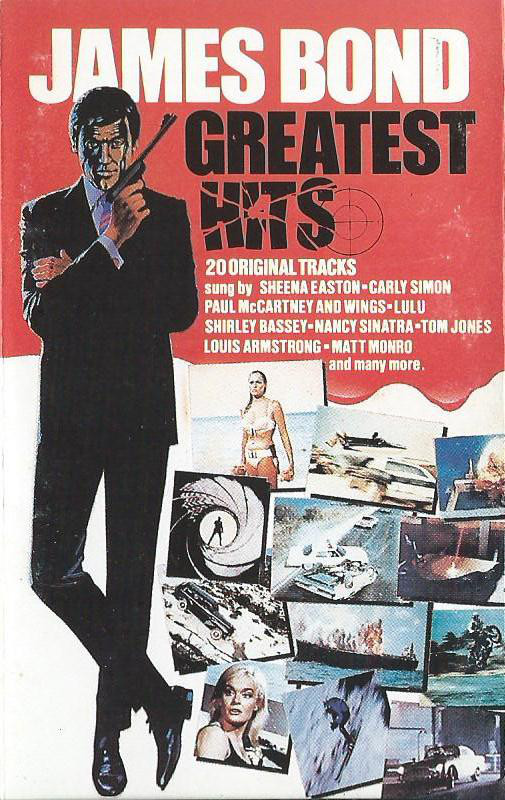 JAMES BOND
GREATEST
HITS
20 ORIGINAL TRACKS
sung by SHEENA EASTON-CARLY SIMON
PAUL McCARTNEY AND WINGS-LULU
SHIRLEY BASSEY-NANCY SINATRA-TOM JONES
LOUIS ARMSTRONG-MATT MONRO
and many more.